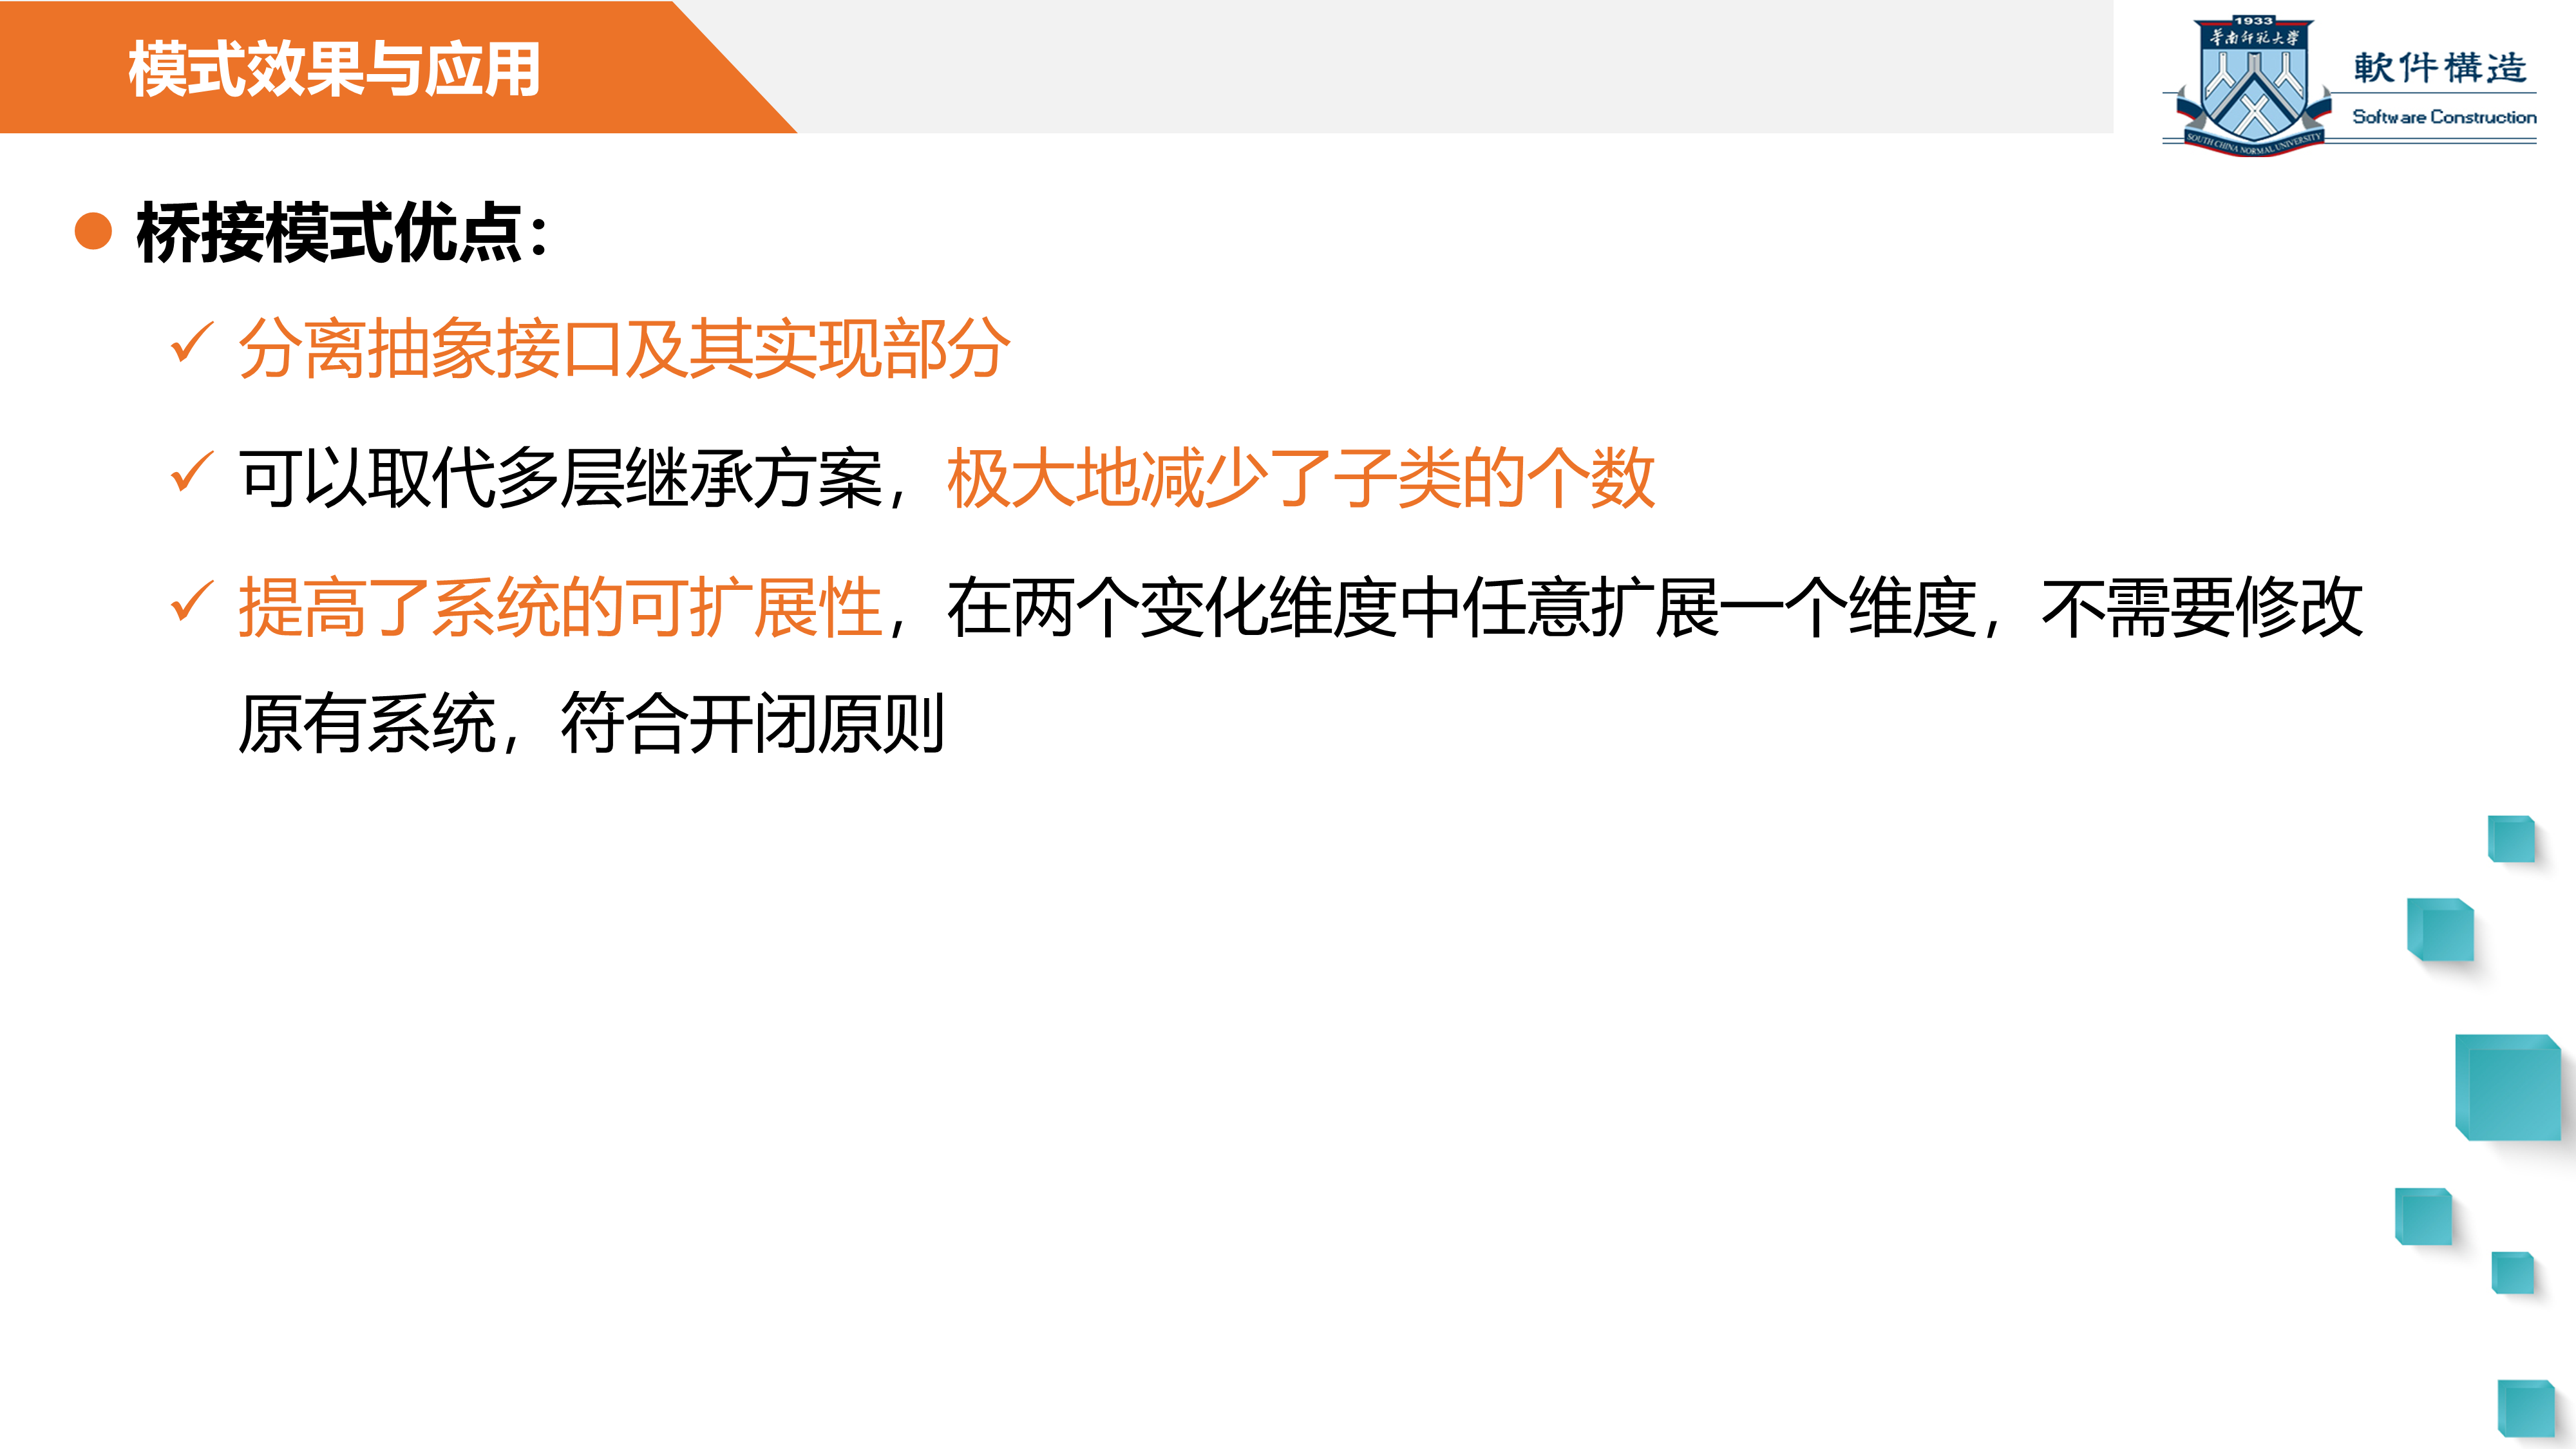 模式效果与应用
1933
华南师范大学
SOUTH CHINA NORMAL UNIVERSITY
軟件構造
Software Construction
桥接模式优点：
分离抽象接口及其实现部分
可以取代多层继承方案，极大地减少了子类的个数
提高了系统的可扩展性，在两个变化维度中任意扩展一个维度，不需要修改
原有系统，符合开闭原则